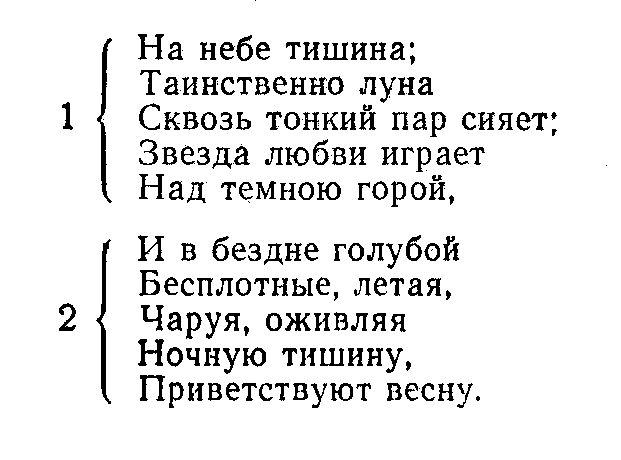 1
На небе тишина;
Таинственно луна
Сквозь тонкий пар сияет;
Звезда любви играет
Над темною горой,
2
И в бездне голубой
Бесплотные, летая,
Чаруя, оживляя
Ночную тишину,
Приветствуют весну.